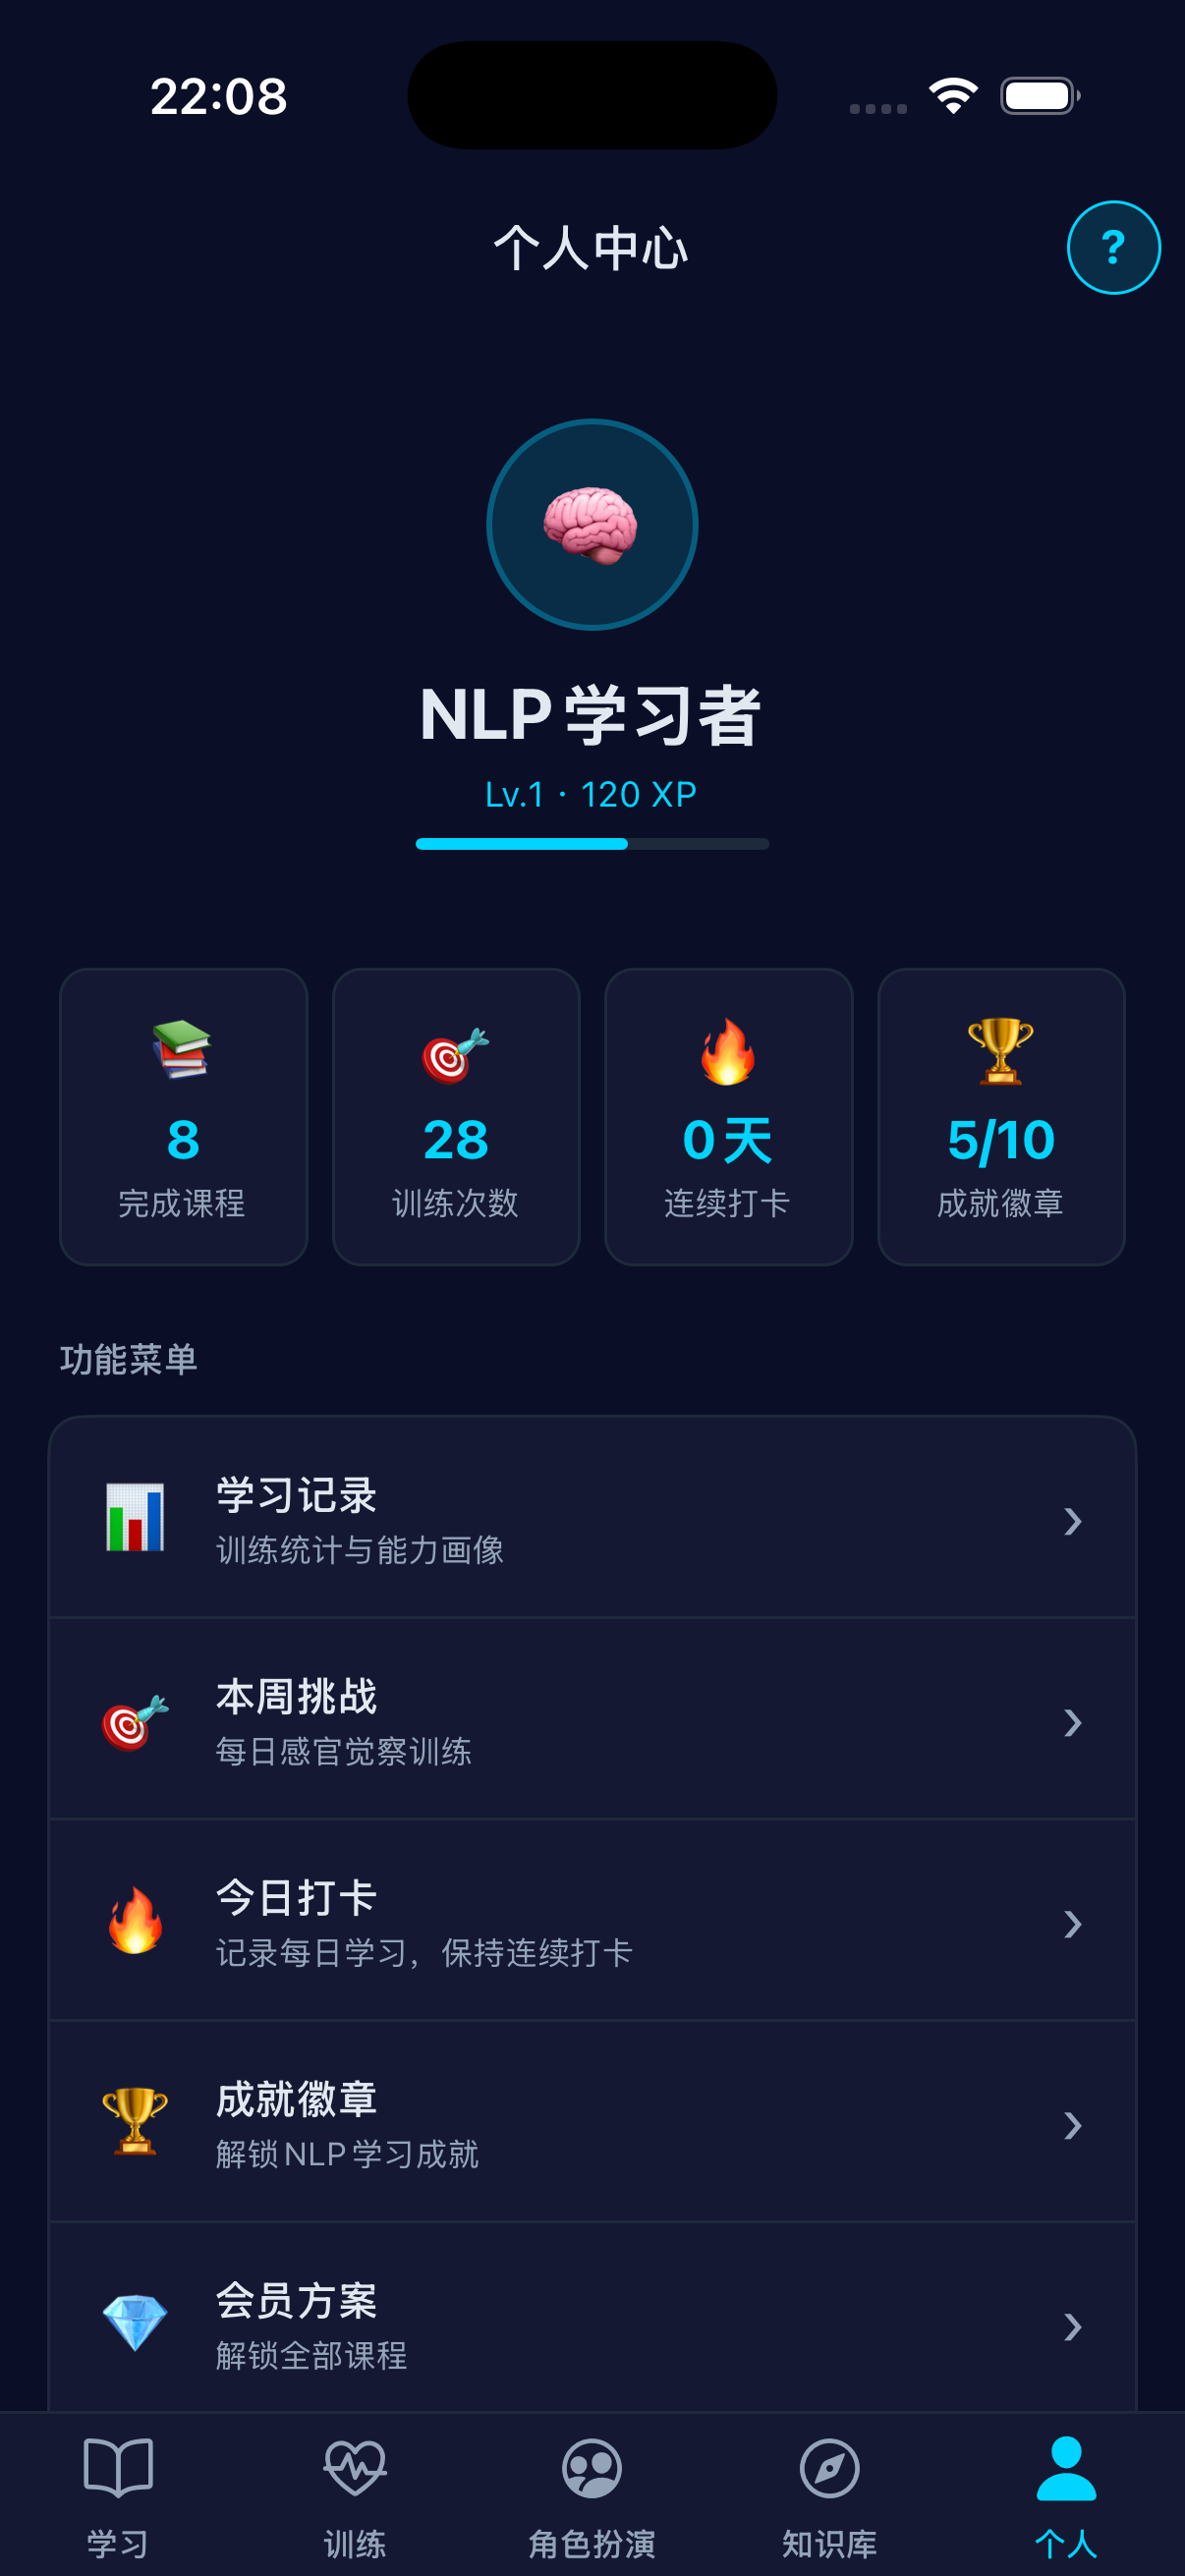 22:08
个人中心
?
NLP 学习者
Lv.1 · 120 XP
8
完成课程
28
训练次数
0 天
连续打卡
5/10
成就徽章
功能菜单
学习记录
训练统计与能力画像
本周挑战
每日感官觉察训练
今日打卡
记录每日学习，保持连续打卡
成就徽章
解锁 NLP 学习成就
会员方案
解锁全部课程
学习
训练
角色扮演
知识库
个人